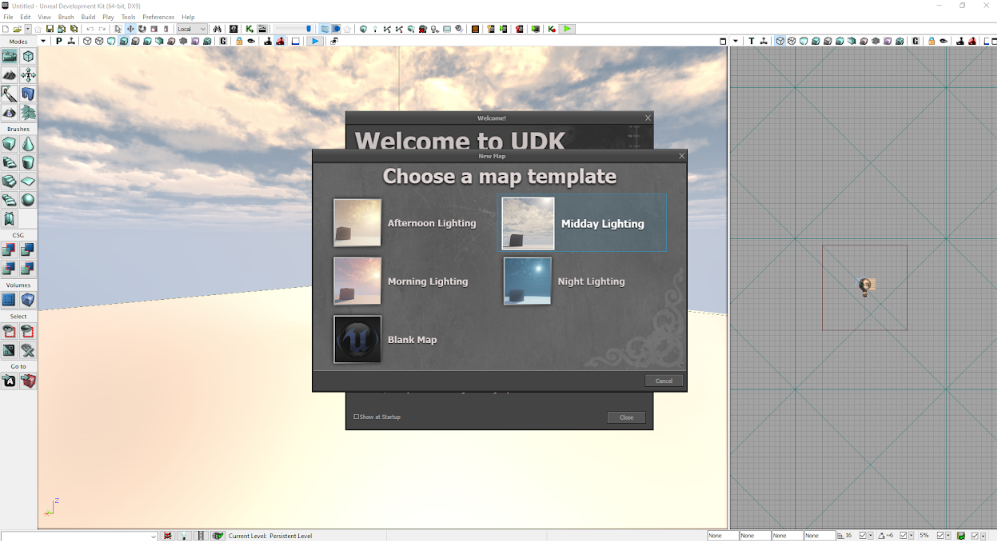 Untitled - Unreal Development Kit (64-bit, DX9)
File Edit View Brush Build Play Tools Preferences Help
Local
Modes
P
G
T
G
Welcome!
Welcome to UDK
New Map
Choose a map template
Afternoon Lighting
Midday Lighting
Morning Lighting
Night Lighting
Blank Map
Cancel
Show at Startup
Close
Brushes
CSG
Volumes
Select
Go to
Z
Current Level: Persistent Level
None None None None 16 5%